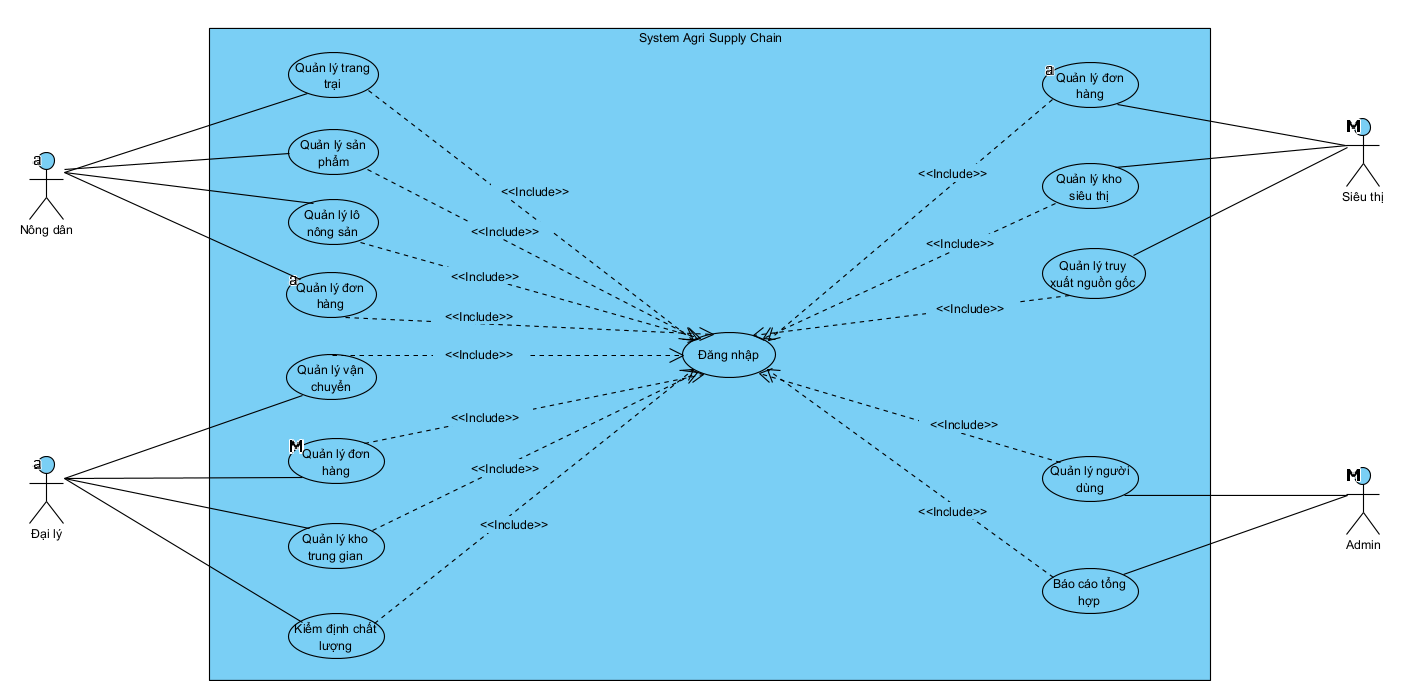 System Agri Supply Chain
Quản lý trang
trại
Quản lý sản
phẩm
Quản lý lô
nông sản
a
Quản lý đơn
hàng
Quản lý vận
chuyển
M
Quản lý đơn
hàng
Quản lý kho
trung gian
Kiểm định chất
lượng
a
Nông dân
a
Đại lý
<<Include>>
<<Include>>
<<Include>>
<<Include>>
<<Include>>
<<Include>>
<<Include>>
<<Include>>
Đăng nhập
<<Include>>
<<Include>>
<<Include>>
<<Include>>
<<Include>>
a
Quản lý đơn
hàng
Quản lý kho
siêu thị
Quản lý truy
xuất nguồn gốc
Quản lý người
dùng
Báo cáo tổng
hợp
M
Siêu thị
M
Admin